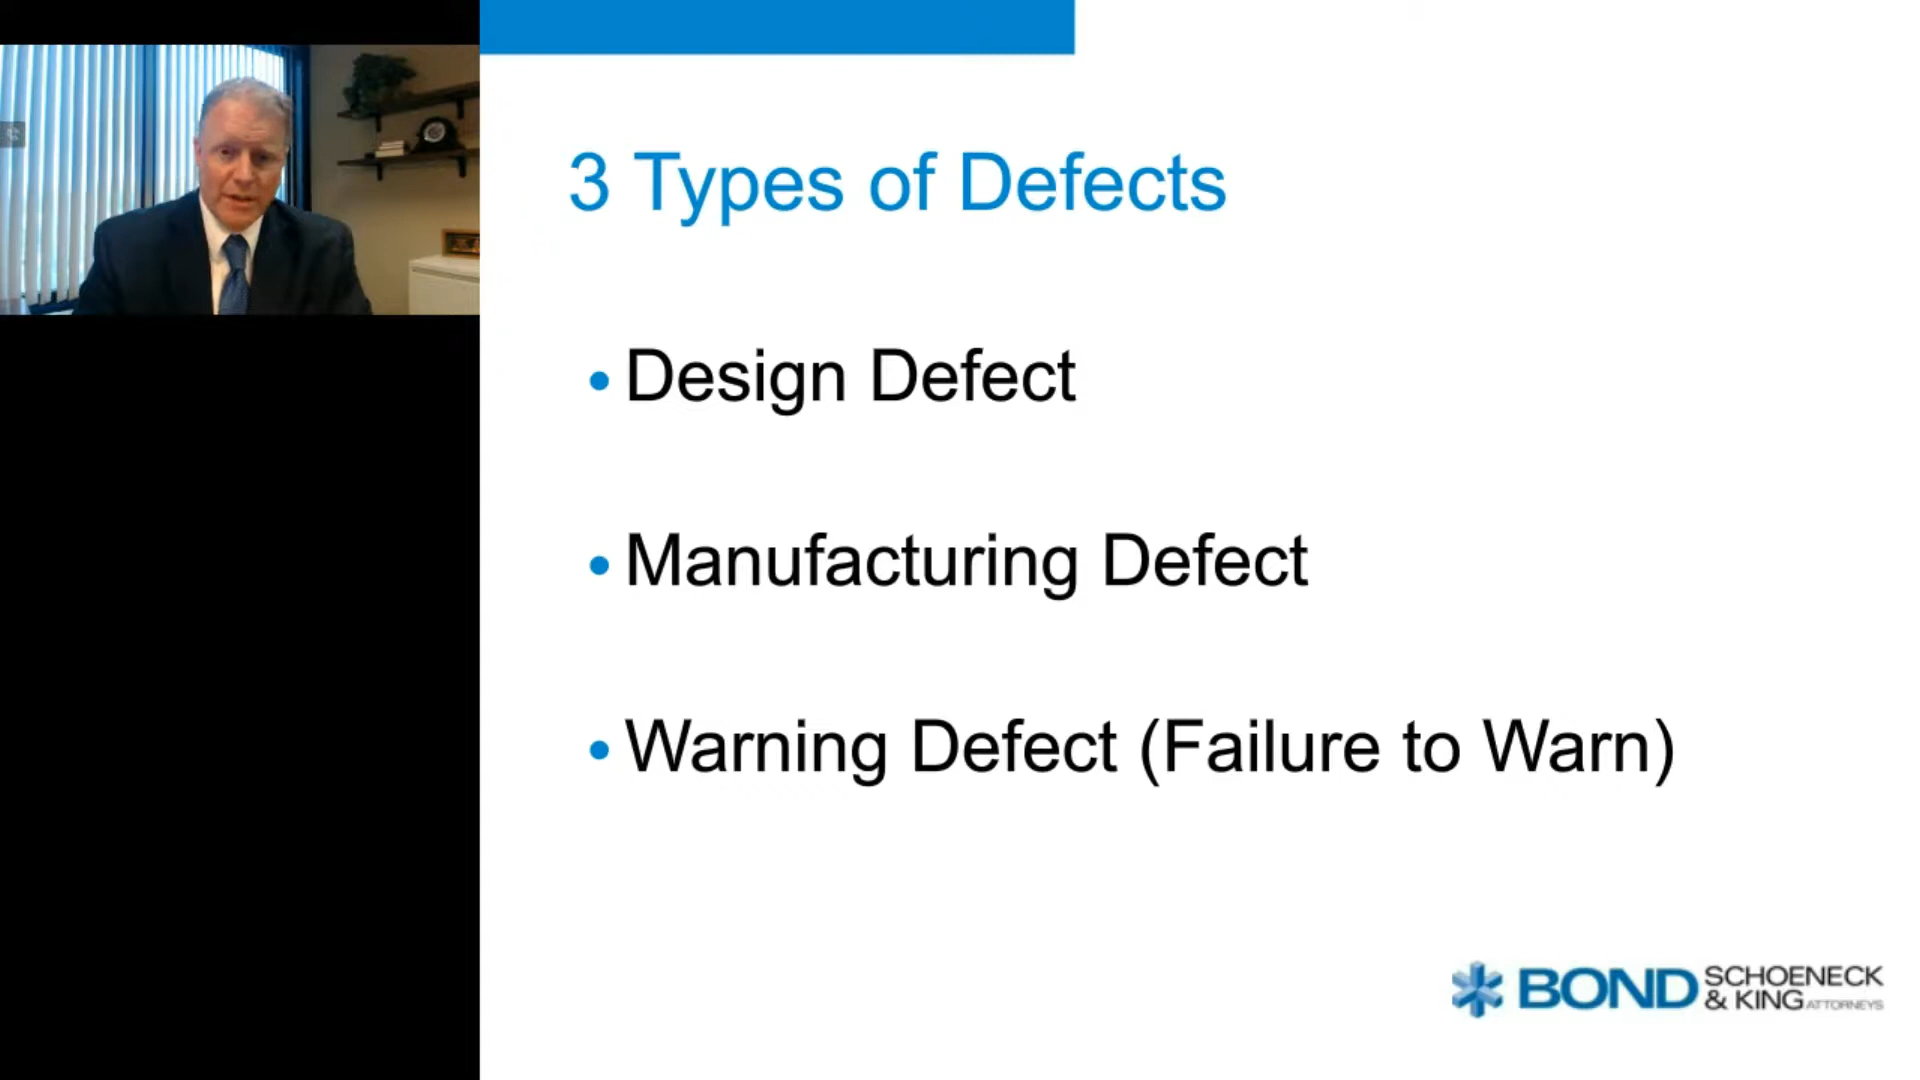 3 Types of Defects
• Design Defect
• Manufacturing Defect
• Warning Defect (Failure to Warn)
BOND SCHOENECK
& KING ATTORNEYS